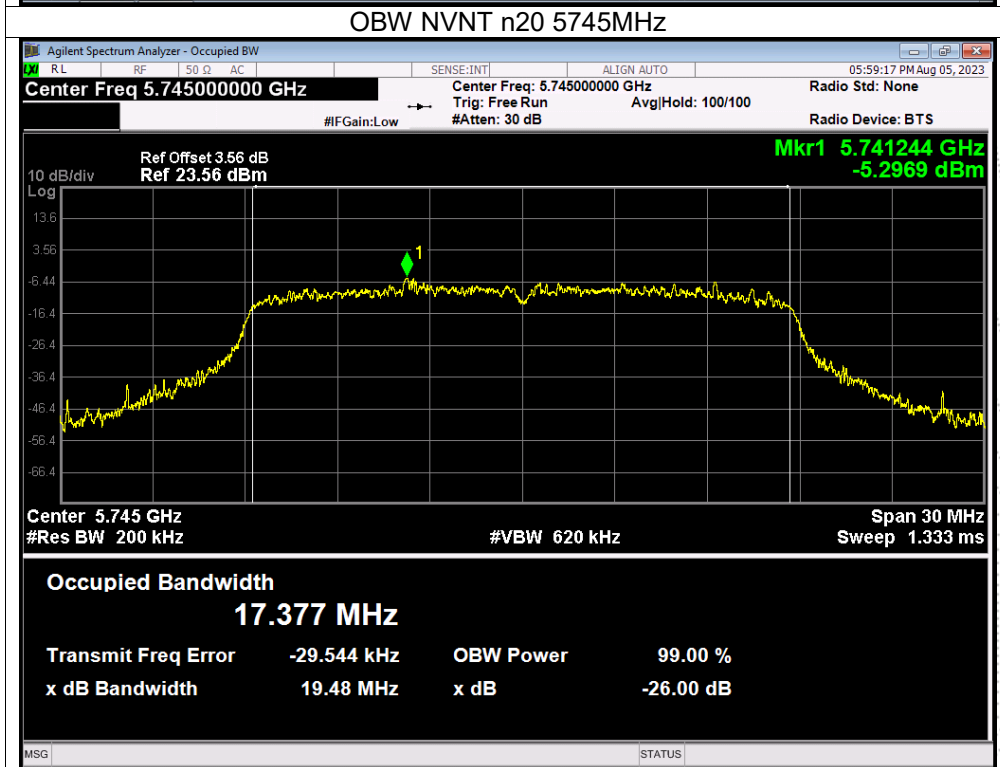 OBW NVNT n20 5745MHz
Agilent Spectrum Analyzer - Occupied BW
LXI RL RF 50 Ω AC SENSE:INT ALIGN AUTO 05:59:17 PM Aug 05, 2023
Center Freq 5.745000000 GHz Center Freq: 5.745000000 GHz Radio Std: None
Trig: Free Run Avg|Hold: 100/100
#IFGain:Low #Atten: 30 dB Radio Device: BTS
Ref Offset 3.56 dB Mkr1 5.741244 GHz
10 dB/div Ref 23.56 dBm -5.2969 dBm
Log
13.6
3.56
1
-6.44
-16.4
-26.4
-36.4
-46.4
-56.4
-66.4
Center 5.745 GHz Span 30 MHz
#Res BW 200 kHz #VBW 620 kHz Sweep 1.333 ms
Occupied Bandwidth
17.377 MHz
Transmit Freq Error -29.544 kHz OBW Power 99.00 %
x dB Bandwidth 19.48 MHz x dB -26.00 dB
MSG STATUS